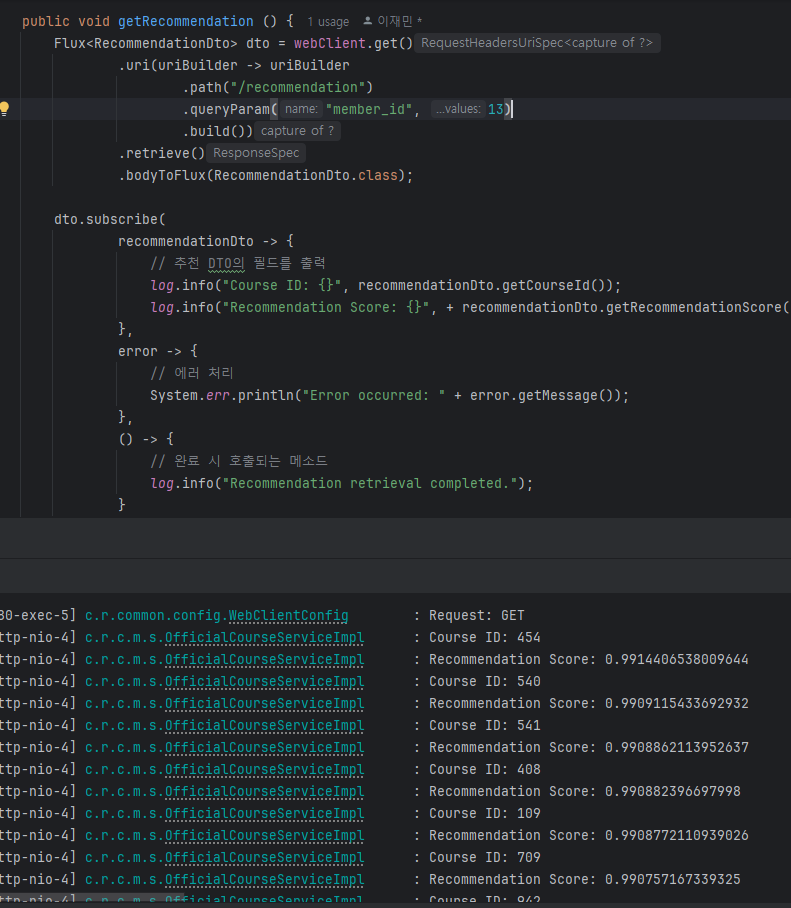 public void getRecommendation () { 1 usage 이재민 *
Flux<RecommendationDto> dto = webClient.get() RequestHeadersUriSpec<capture of ?>
.uri(uriBuilder -> uriBuilder
.path("/recommendation")
.queryParam( name: "member_id", ...values: 13)
.build()) capture of ?
.retrieve() ResponseSpec
.bodyToFlux(RecommendationDto.class);
dto.subscribe(
recommendationDto -> {
// 추천 DTO의 필드를 출력
log.info("Course ID: {}", recommendationDto.getCourseId());
log.info("Recommendation Score: {}", + recommendationDto.getRecommendationScore(
},
error -> {
// 에러 처리
System.err.println("Error occurred: " + error.getMessage());
},
() -> {
// 완료 시 호출되는 메소드
log.info("Recommendation retrieval completed.");
}
80-exec-5] c.r.common.config.WebClientConfig : Request: GET
ttp-nio-4] c.r.c.m.s.OfficialCourseServiceImpl : Course ID: 454
ttp-nio-4] c.r.c.m.s.OfficialCourseServiceImpl : Recommendation Score: 0.9914406538009644
ttp-nio-4] c.r.c.m.s.OfficialCourseServiceImpl : Course ID: 540
ttp-nio-4] c.r.c.m.s.OfficialCourseServiceImpl : Recommendation Score: 0.9909115433692932
ttp-nio-4] c.r.c.m.s.OfficialCourseServiceImpl : Course ID: 541
ttp-nio-4] c.r.c.m.s.OfficialCourseServiceImpl : Recommendation Score: 0.9908862113952637
ttp-nio-4] c.r.c.m.s.OfficialCourseServiceImpl : Course ID: 408
ttp-nio-4] c.r.c.m.s.OfficialCourseServiceImpl : Recommendation Score: 0.990882396697998
ttp-nio-4] c.r.c.m.s.OfficialCourseServiceImpl : Course ID: 109
ttp-nio-4] c.r.c.m.s.OfficialCourseServiceImpl : Recommendation Score: 0.9908772110939026
ttp-nio-4] c.r.c.m.s.OfficialCourseServiceImpl : Course ID: 709
ttp-nio-4] c.r.c.m.s.OfficialCourseServiceImpl : Recommendation Score: 0.990757167339325
ttp-nio-4] c.r.c.m.s.OfficialCourseServiceImpl : Course ID: